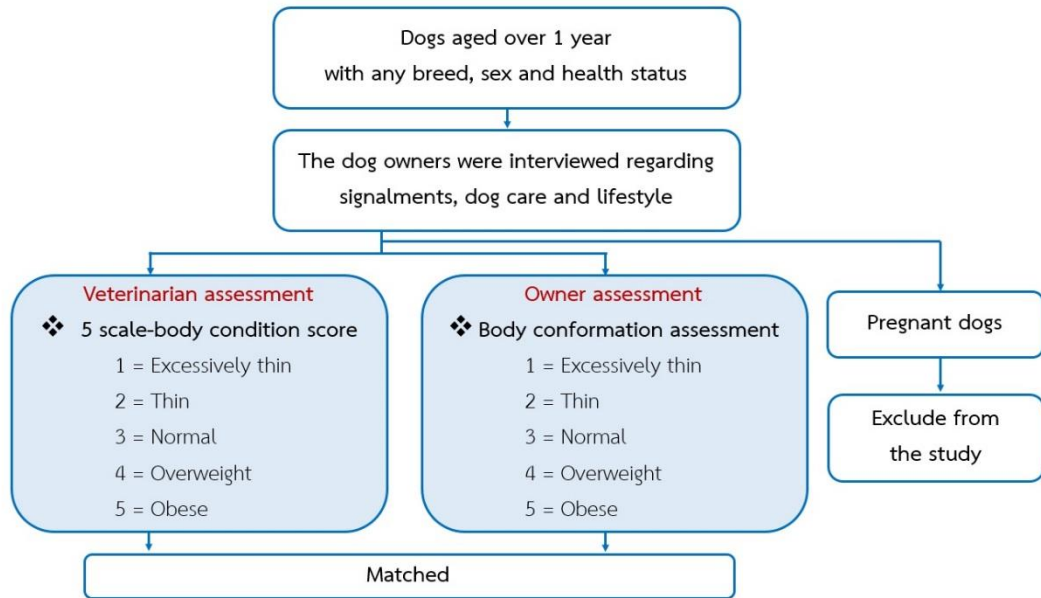 Dogs aged over 1 year
with any breed, sex and health status
The dog owners were interviewed regarding
signalments, dog care and lifestyle
Veterinarian assessment
❖ 5 scale-body condition score
1 = Excessively thin
2 = Thin
3 = Normal
4 = Overweight
5 = Obese
Owner assessment
❖ Body conformation assessment
1 = Excessively thin
2 = Thin
3 = Normal
4 = Overweight
5 = Obese
Pregnant dogs
Exclude from
the study
Matched